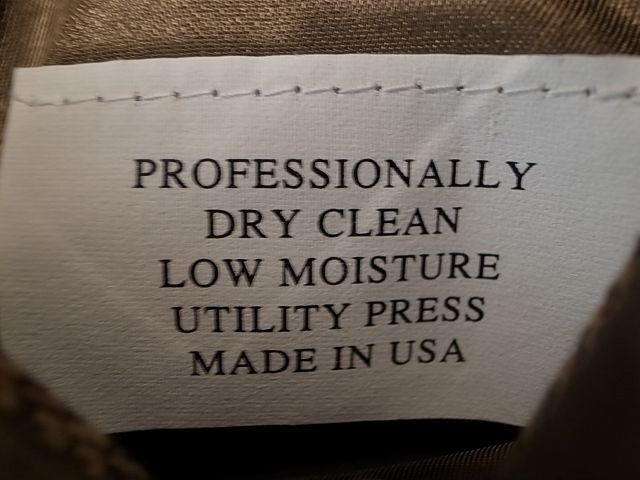 PROFESSIONALLY
DRY CLEAN
LOW MOISTURE
UTILITY PRESS
MADE IN USA